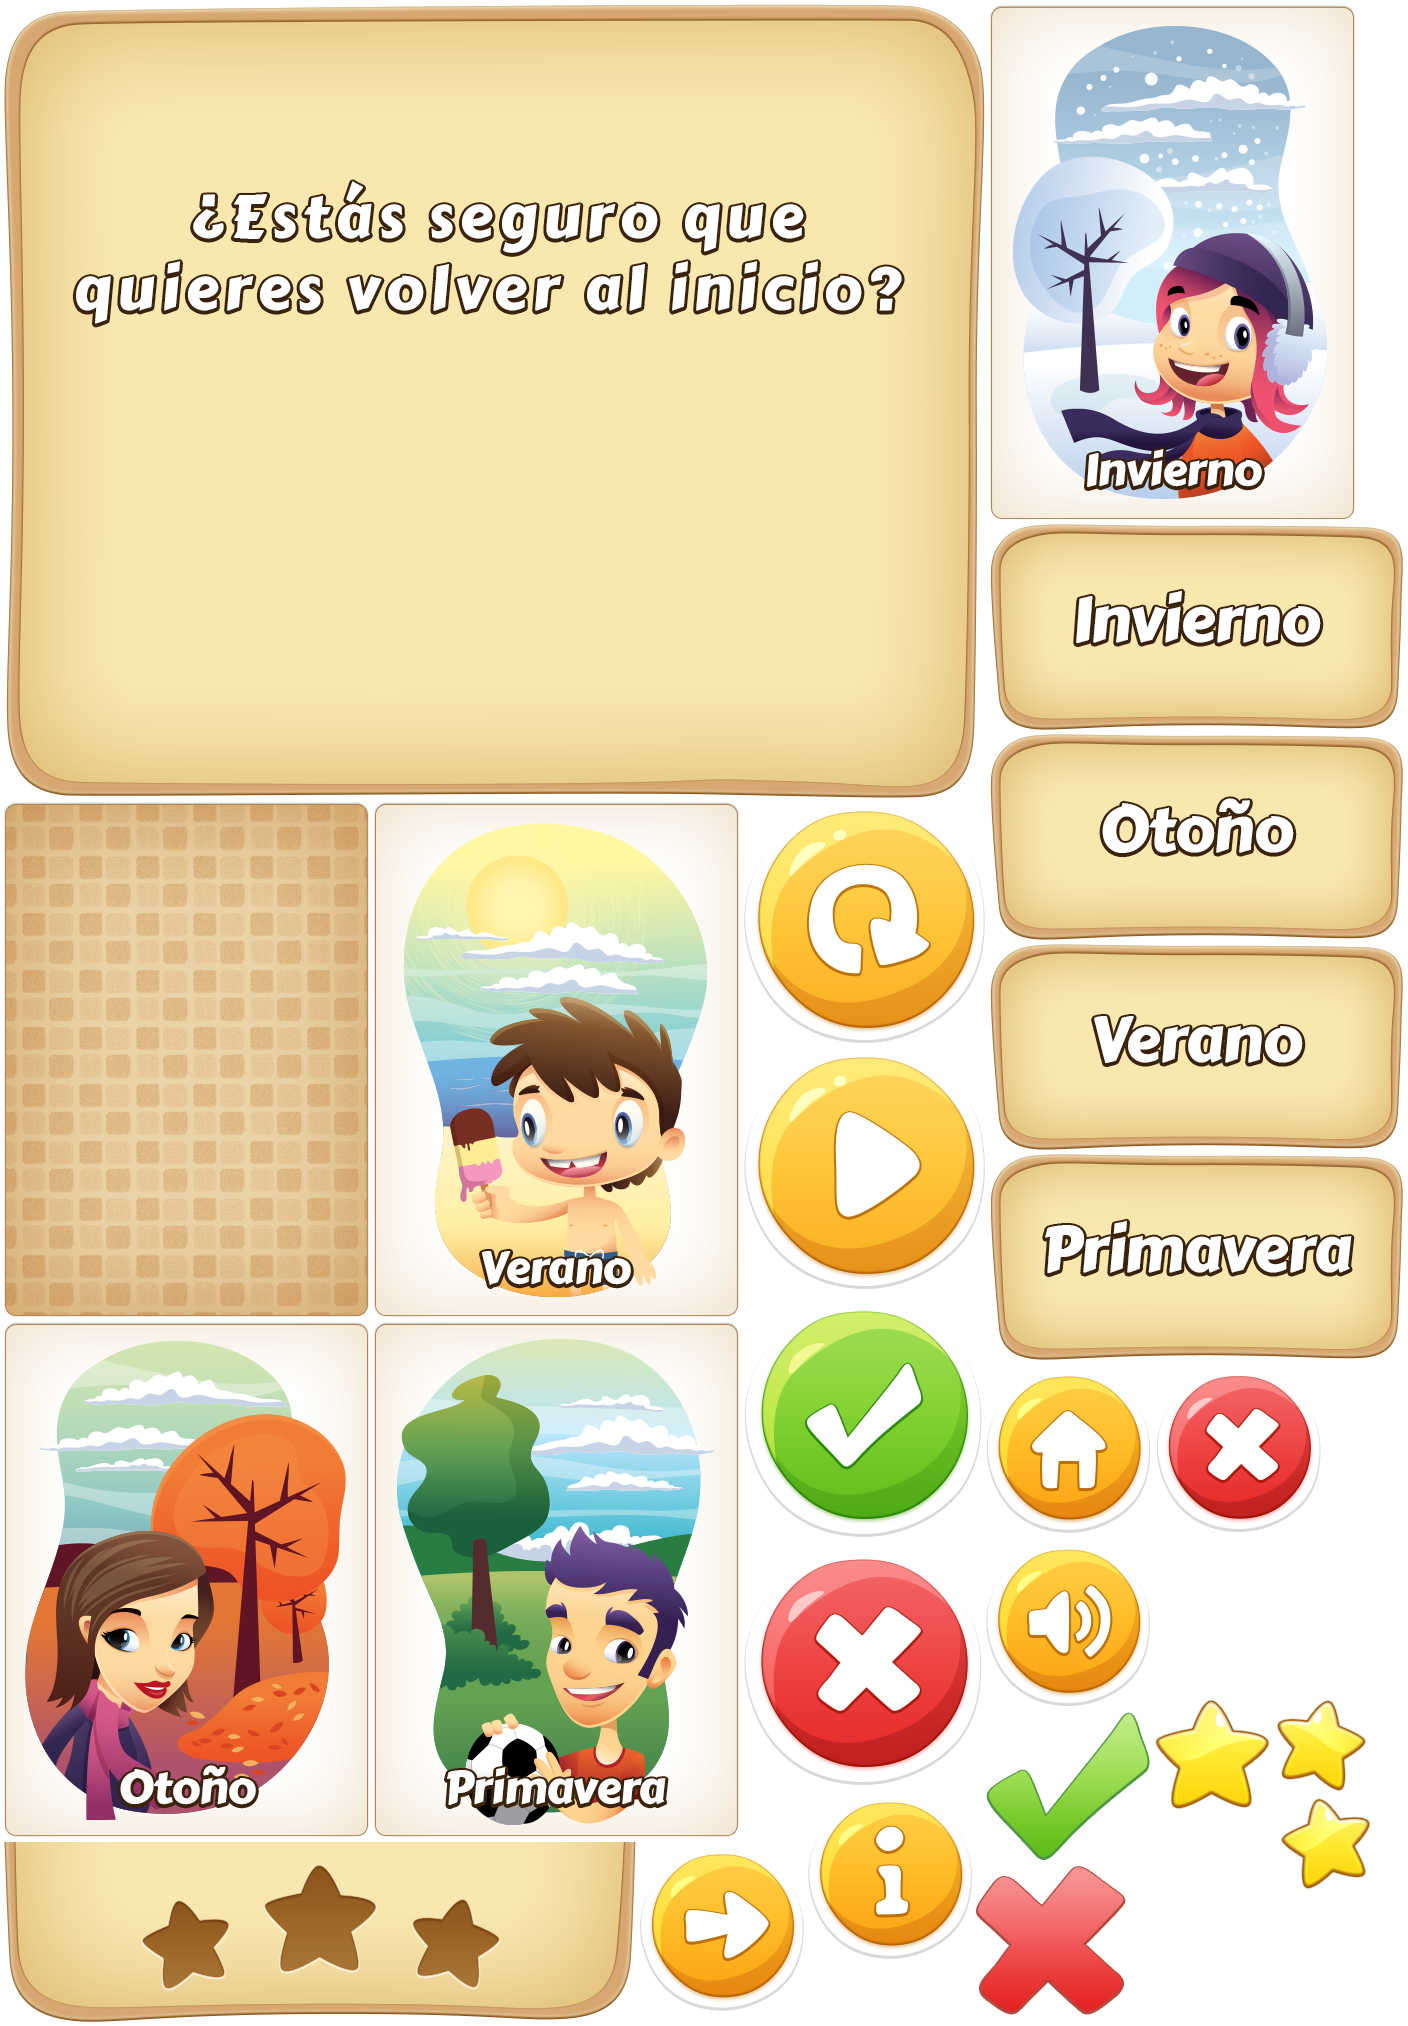 ¿Estás seguro que
quieres volver al inicio?
Invierno
Invierno
Otoño
Verano
Primavera
Verano
Otoño
Primavera